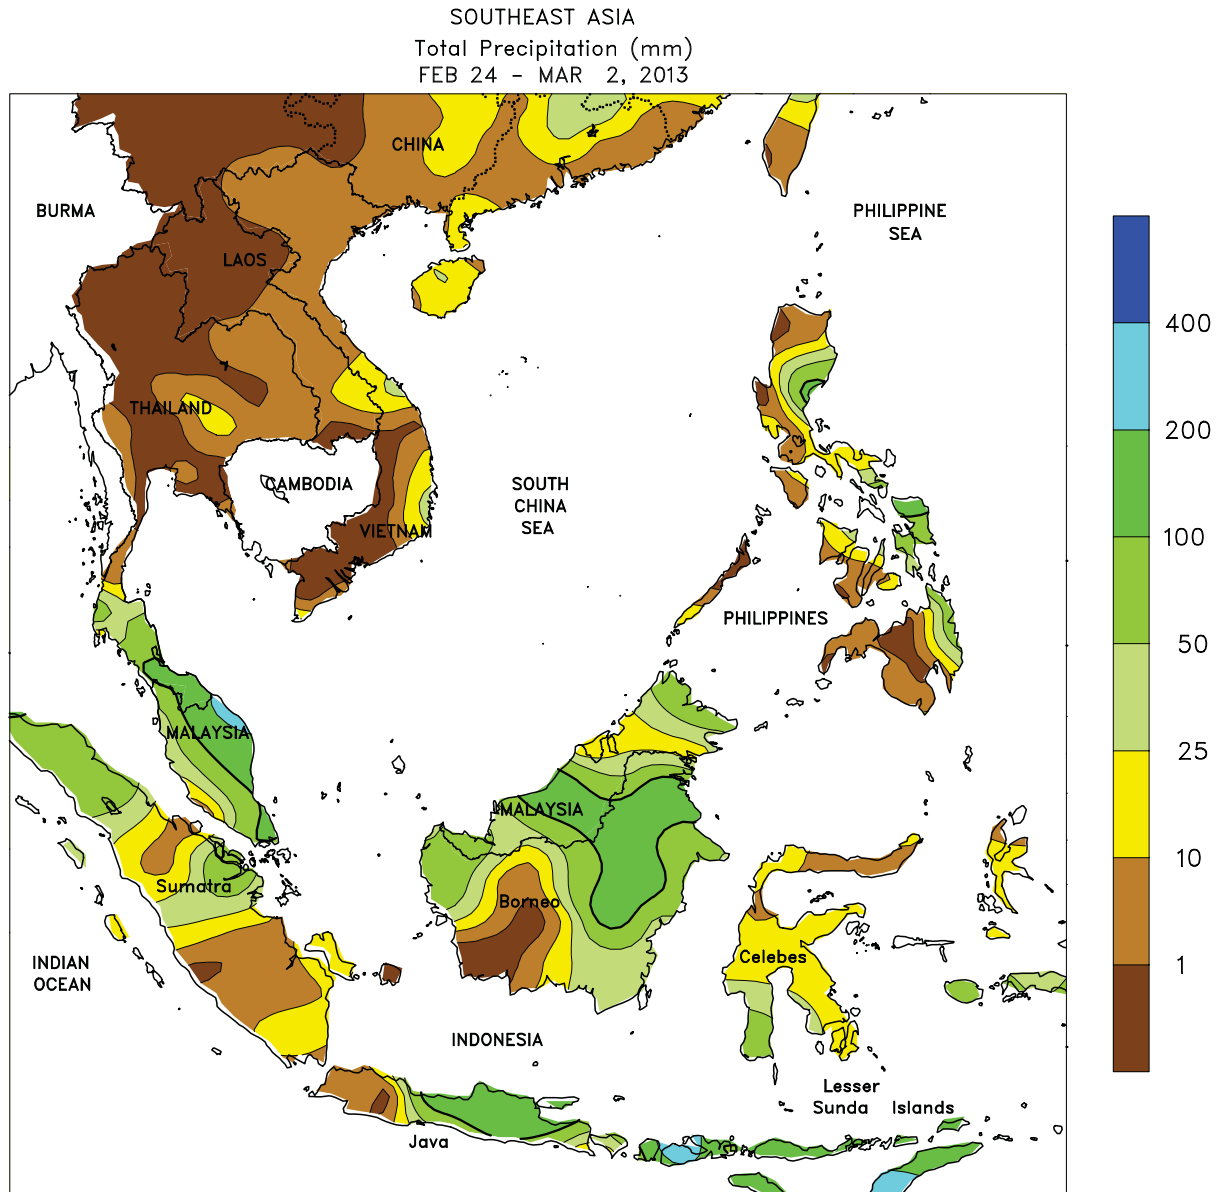 SOUTHEAST ASIA
Total Precipitation (mm)
FEB 24 - MAR 2, 2013
CHINA
BURMA
PHILIPPINE
SEA
LAOS
400
THAILAND
200
CAMBODIA
SOUTH
CHINA
SEA
VIETNAM
100
PHILIPPINES
50
MALAYSIA
25
MALAYSIA
10
Sumatra
Borneo
Celebes
INDIAN
OCEAN
1
INDONESIA
Lesser
Sunda Islands
Java